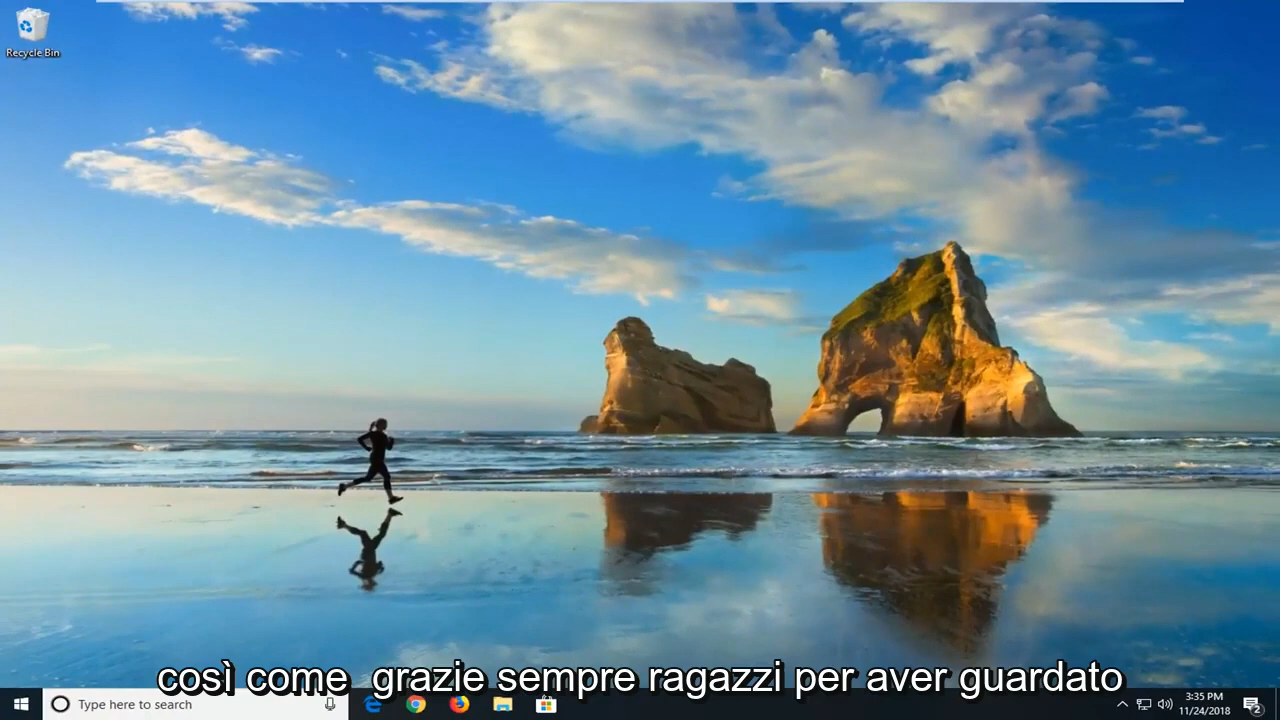 Recycle Bin
così come  grazie sempre ragazzi per aver guardato
Type here to search
3:35 PM
11/24/2018
2